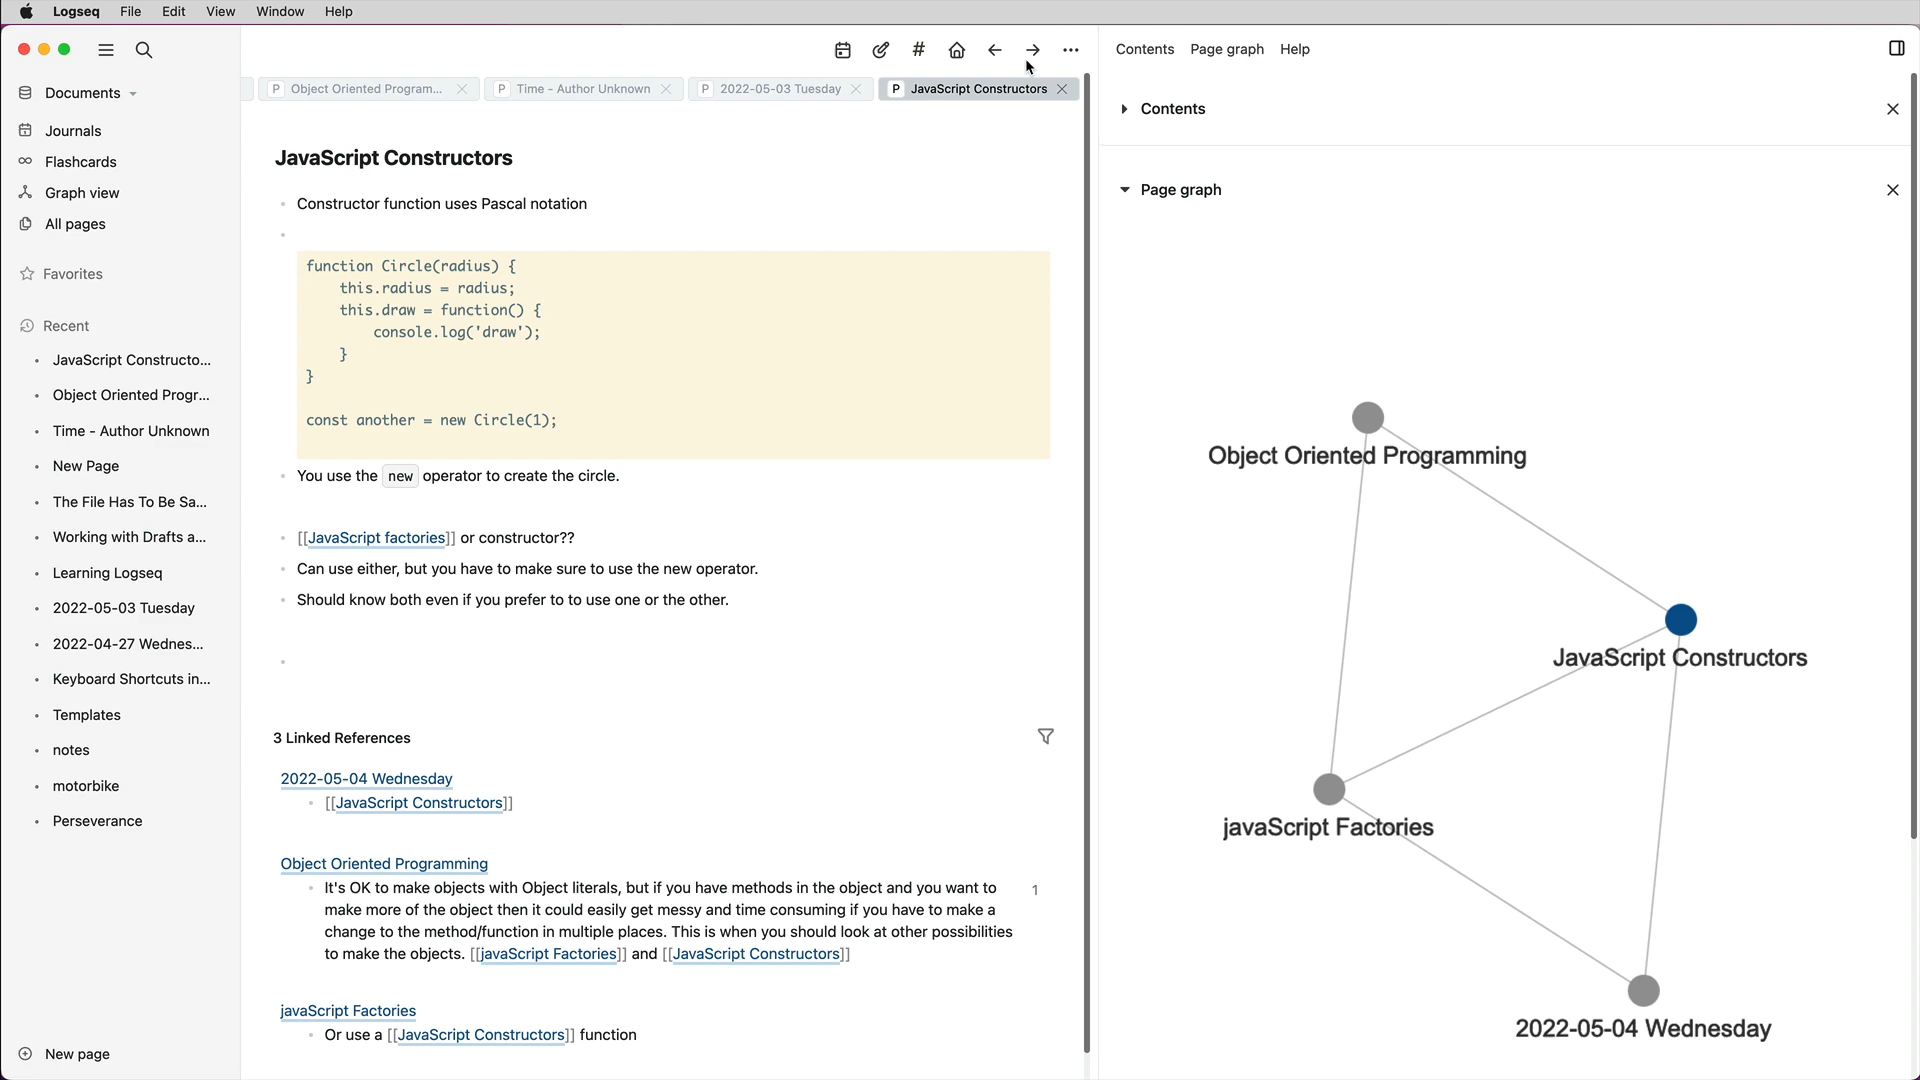 Logseq File Edit View Window Help
Documents
Journals
Flashcards
Graph view
All pages
Favorites
Recent
JavaScript Constructo...
Object Oriented Progr...
Time - Author Unknown
New Page
The File Has To Be Sa...
Working with Drafts a...
Learning Logseq
2022-05-03 Tuesday
2022-04-27 Wednes...
Keyboard Shortcuts in...
Templates
notes
motorbike
Perseverance
New page
P Object Oriented Program... P Time - Author Unknown P 2022-05-03 Tuesday P JavaScript Constructors
JavaScript Constructors
Constructor function uses Pascal notation
function Circle(radius) {
    this.radius = radius;
    this.draw = function() {
        console.log('draw');
    }
}
const another = new Circle(1);
You use the new operator to create the circle.
[[JavaScript factories]] or constructor??
Can use either, but you have to make sure to use the new operator.
Should know both even if you prefer to to use one or the other.
3 Linked References
2022-05-04 Wednesday
[[JavaScript Constructors]]
Object Oriented Programming
It's OK to make objects with Object literals, but if you have methods in the object and you want to 1
make more of the object then it could easily get messy and time consuming if you have to make a
change to the method/function in multiple places. This is when you should look at other possibilities
to make the objects. [[javaScript Factories]] and [[JavaScript Constructors]]
javaScript Factories
Or use a [[JavaScript Constructors]] function
Contents Page graph Help
Contents
Page graph
Object Oriented Programming
JavaScript Constructors
javaScript Factories
2022-05-04 Wednesday